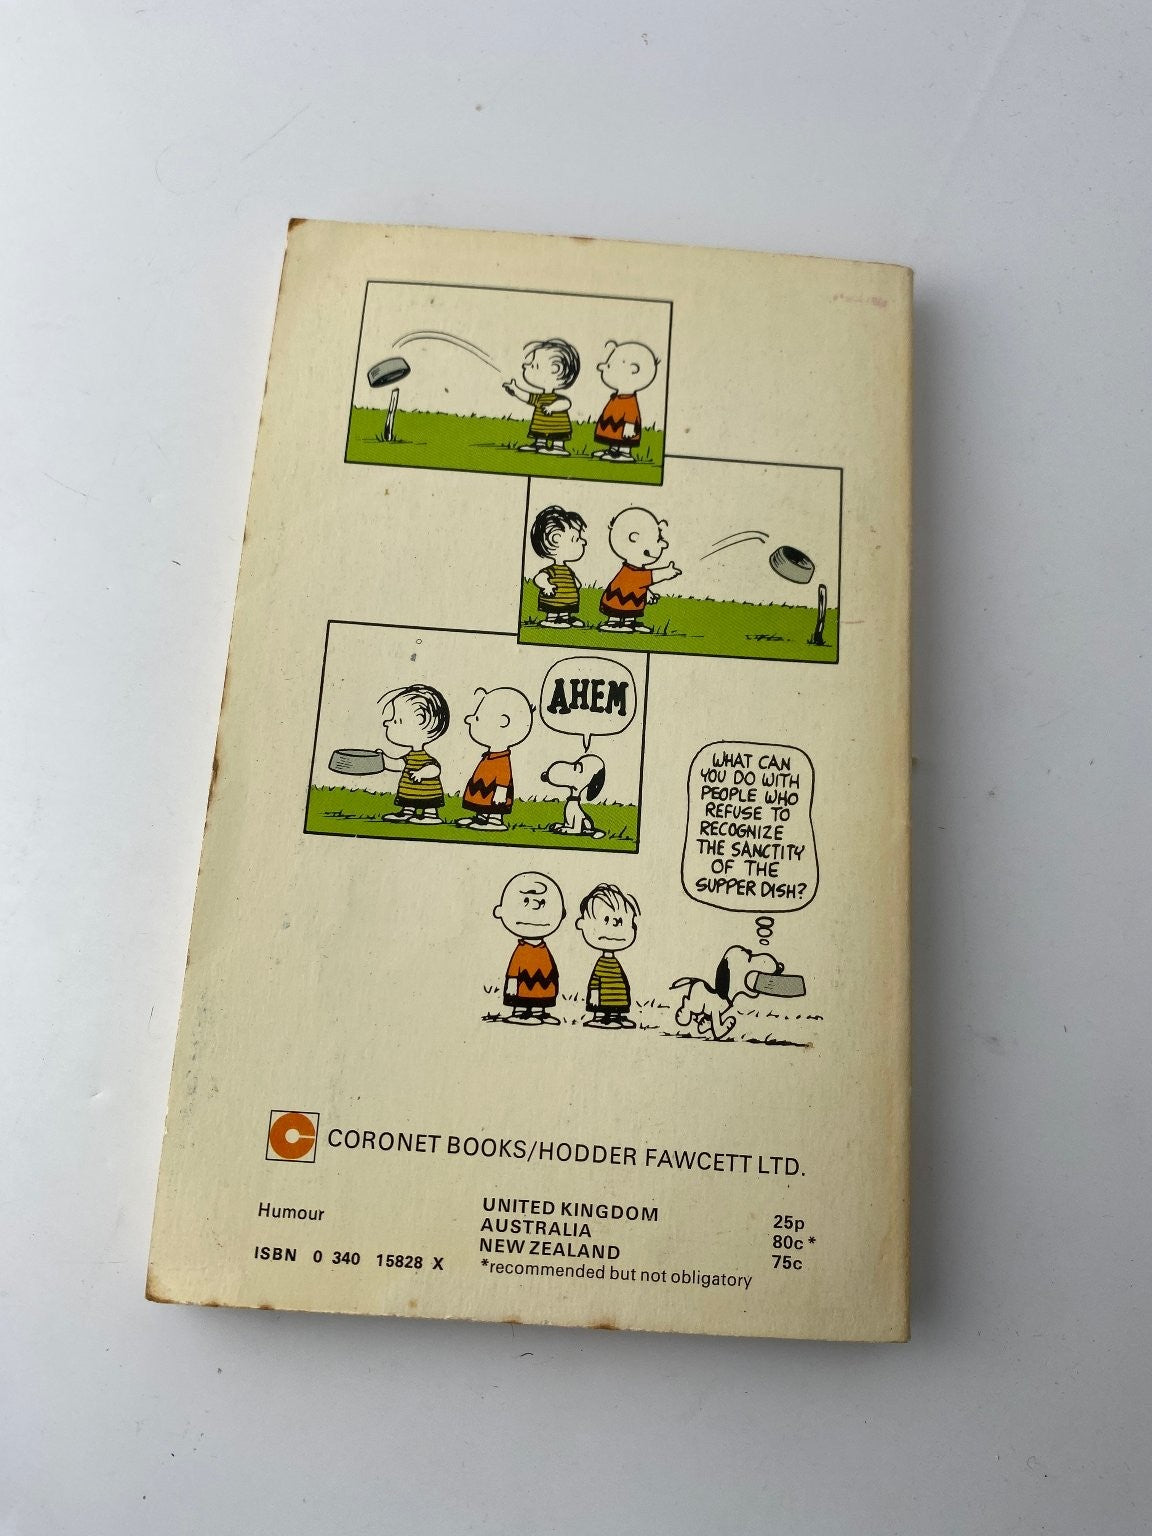 AHEM
WHAT CAN
YOU DO WITH
PEOPLE WHO
REFUSE TO
RECOGNIZE
THE SANCTITY
OF THE
SUPPER DISH?
CORONET BOOKS/HODDER FAWCETT LTD.
Humour
ISBN 0 340 15828 X
UNITED KINGDOM 25p
AUSTRALIA 80c*
NEW ZEALAND 75c
*recommended but not obligatory